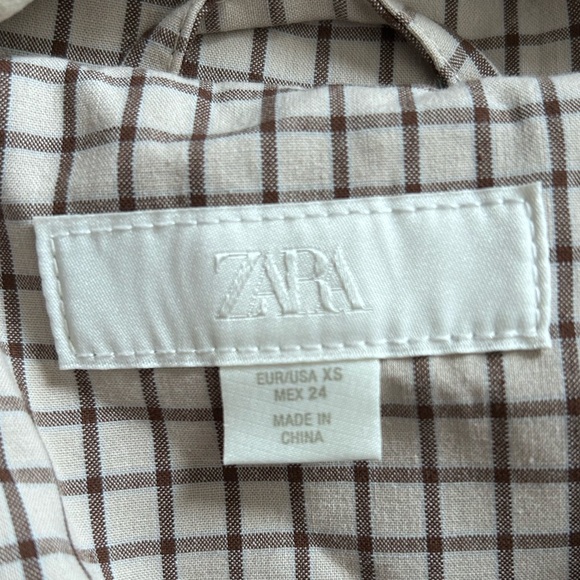 ZARA
EUR/USA XS
MEX 24
MADE IN
CHINA